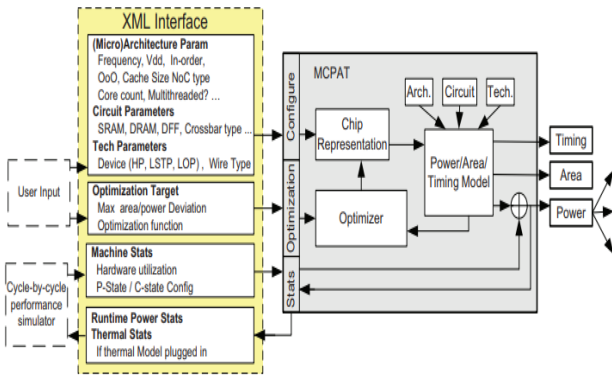 XML Interface
(Micro)Architecture Param
Frequency, Vdd, In-order,
OoO, Cache Size NoC type
Core count, Multithreaded? ...
Circuit Parameters
SRAM, DRAM, DFF, Crossbar type ...
Tech Parameters
Device (HP, LSTP, LOP) , Wire Type
Optimization Target
Max area/power Deviation
Optimization function
Machine Stats
Hardware utilization
P-State / C-state Config
Runtime Power Stats
Thermal Stats
If thermal Model plugged in
User Input
Cycle-by-cycle
performance
simulator
Configure
Optimization
Stats
MCPAT
Chip
Representation
Optimizer
Arch.
Circuit
Tech.
Power/Area/
Timing Model
Timing
Area
Power